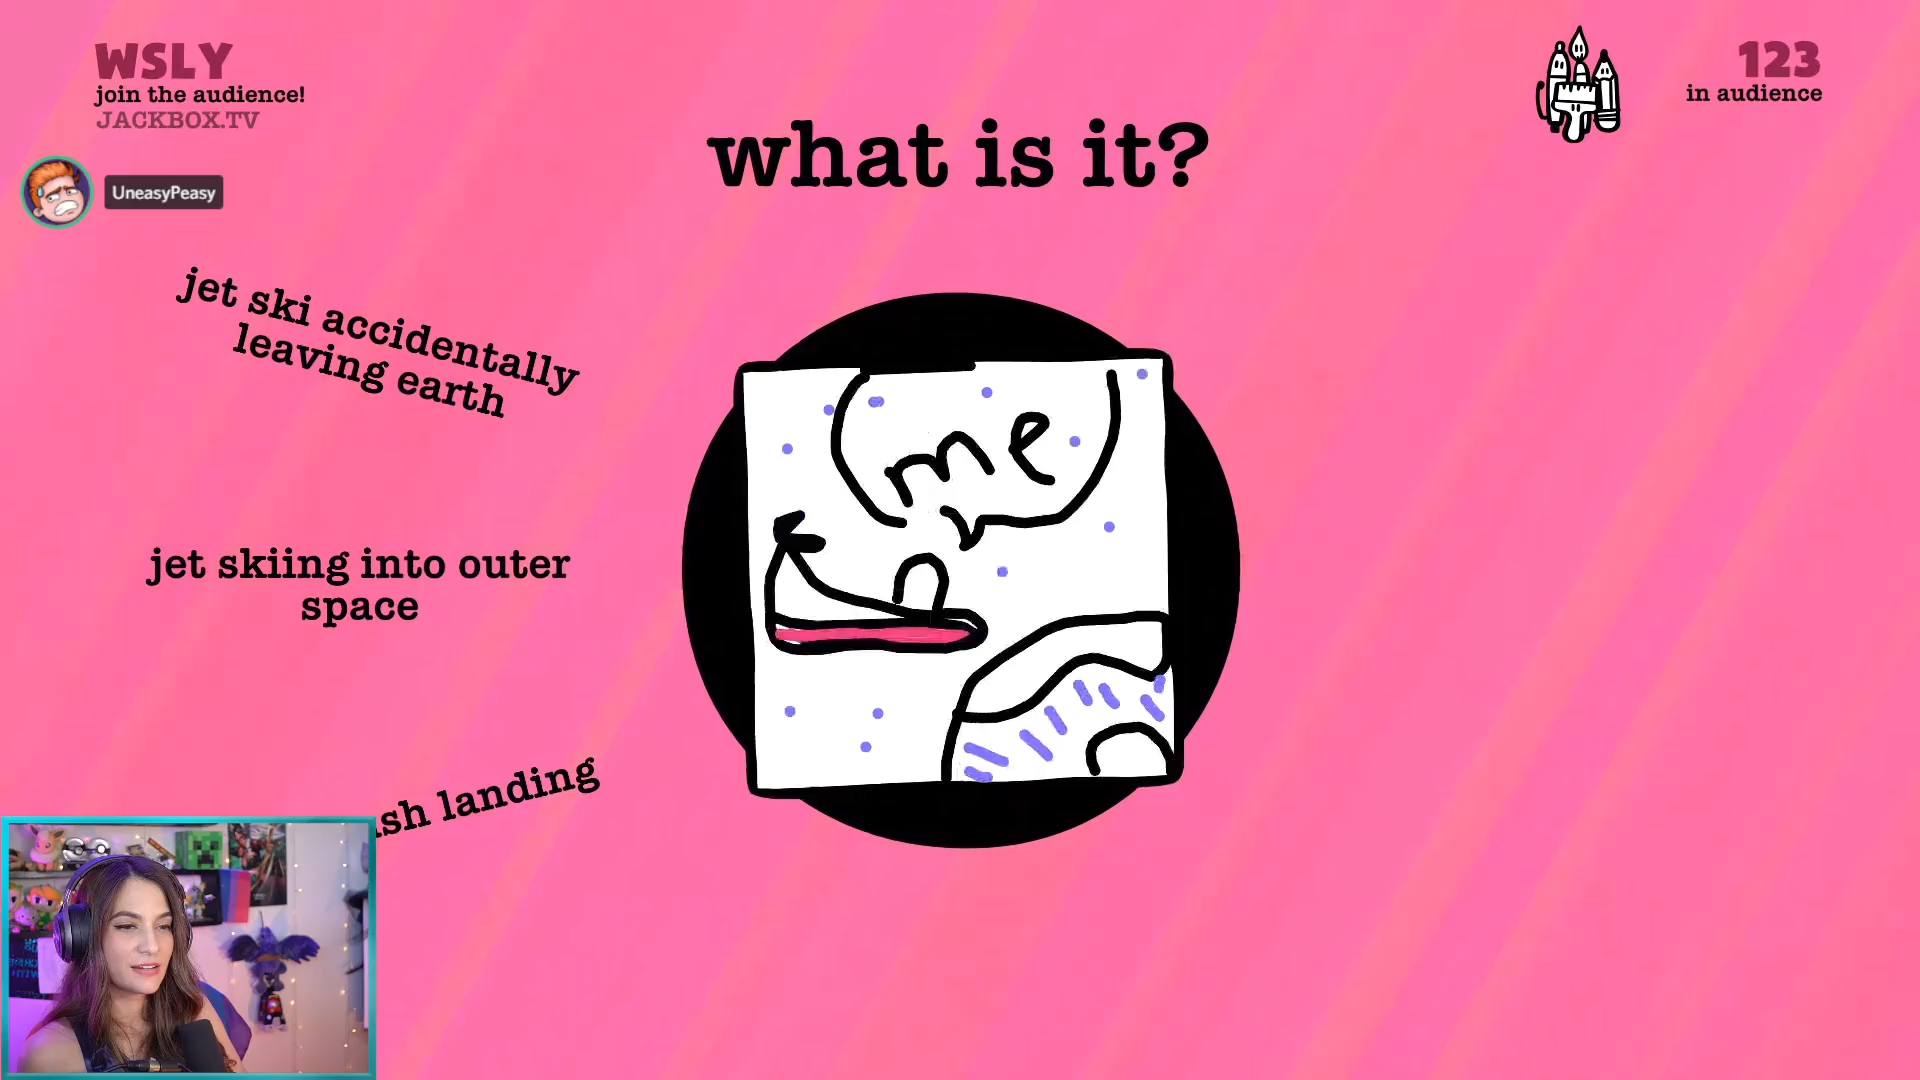 WSLY
join the audience!
JACKBOX.TV
123
in audience
UneasyPeasy
what is it?
jet ski accidentally
leaving earth
me
jet skiing into outer
space
landing